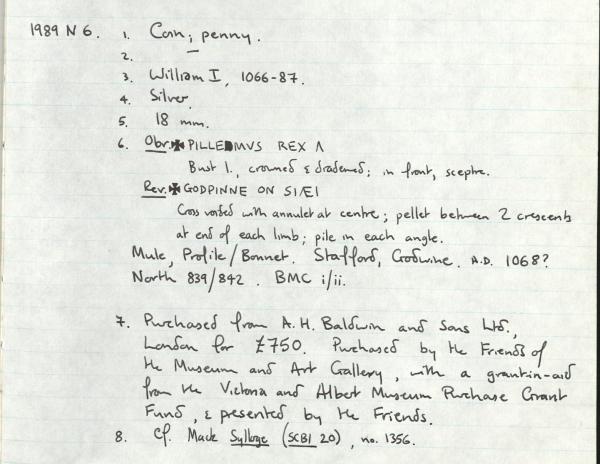 1989 N 6. 1. Coin; penny.
2. —
3. William I, 1066-87.
4. Silver.
5. 18 mm.
6. Obv. ✠ PILLEDMVS REX Λ
Bust l., crowned & diademed; in front, sceptre.
Rev. ✠ GODPINNE ON SIÆI
Cross voided with annulet at centre; pellet between 2 crescents
at end of each limb; pile in each angle.
Mule, Profile/Bonnet. Stafford, Godwine. A.D. 1068?
North 839/842. BMC i/ii.
7. Purchased from A.H. Baldwin and Sons Ltd.,
London for £750. Purchased by the Friends of
the Museum and Art Gallery, with a grant-in-aid
from the Victoria and Albert Museum Purchase Grant
Fund, & presented by the Friends.
8. Cf. Mack Sylloge (SCBI 20), no. 1356.